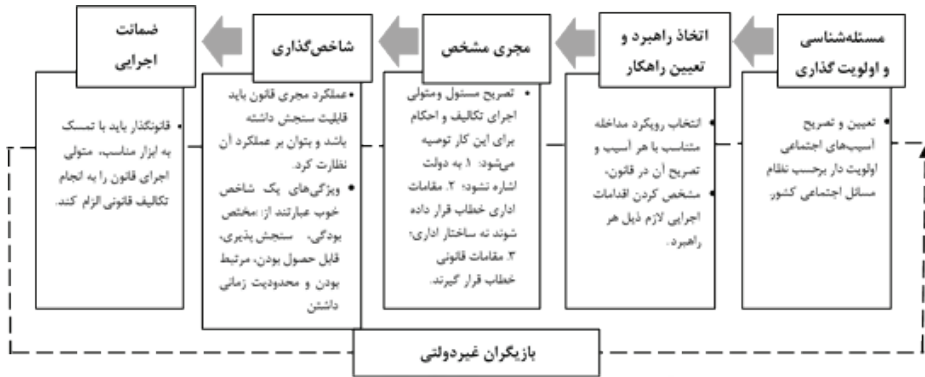 مسئله‌شناسی
و اولویت گذاری
تعیین و تصریح
آسیب‌های اجتماعی
اولویت دار برحسب نظام
مسائل اجتماعی کشور.
اتخاذ راهبرد و
تعیین راهکار
انتخاب رویکرد مداخله
متناسب با هر آسیب و
تصریح آن در قانون،
مشخص کردن اقدامات
اجرایی لازم ذیل هر
راهبرد.
مجری مشخص
تصریح مسئول ومتولی
اجرای تکالیف و احکام
برای این کار توصیه
می‌شود: ۱. به دولت
اشاره نشود؛ ۲. مقامات
اداری خطاب قرار داده
شوند نه ساختار اداری؛
۳. مقامات قانونی
خطاب قرار گیرند.
شاخص‌گذاری
عملکرد مجری قانون باید
قابلیت سنجش داشته
باشد و بتوان بر عملکرد آن
نظارت کرد.
ویژگی‌های یک شاخص
خوب عبارتند از: مختص
بودگی، سنجش‌پذیری،
قابل حصول بودن، مرتبط
بودن و محدودیت زمانی
داشتن
ضمانت
اجرایی
قانونگذار باید با تمسک
به ابزار مناسب، متولی
اجرای قانون را به انجام
تکالیف قانونی الزام کند.
بازیگران غیردولتی